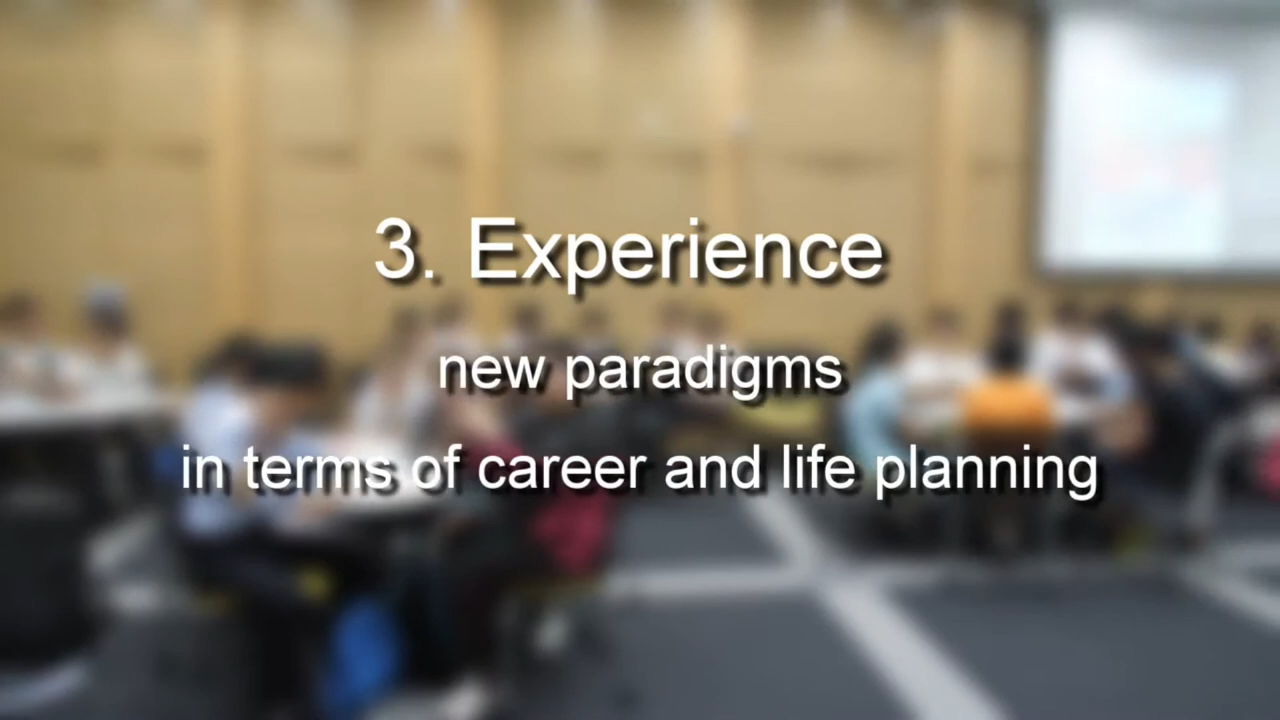 3. Experience
new paradigms
in terms of career and life planning